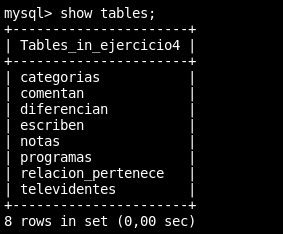 mysql> show tables;
+----------------------+
| Tables_in_ejercicio4 |
+----------------------+
| categorias           |
| comentan             |
| diferencian          |
| escriben             |
| notas                |
| programas            |
| relacion_pertenece   |
| televidentes         |
+----------------------+
8 rows in set (0,00 sec)